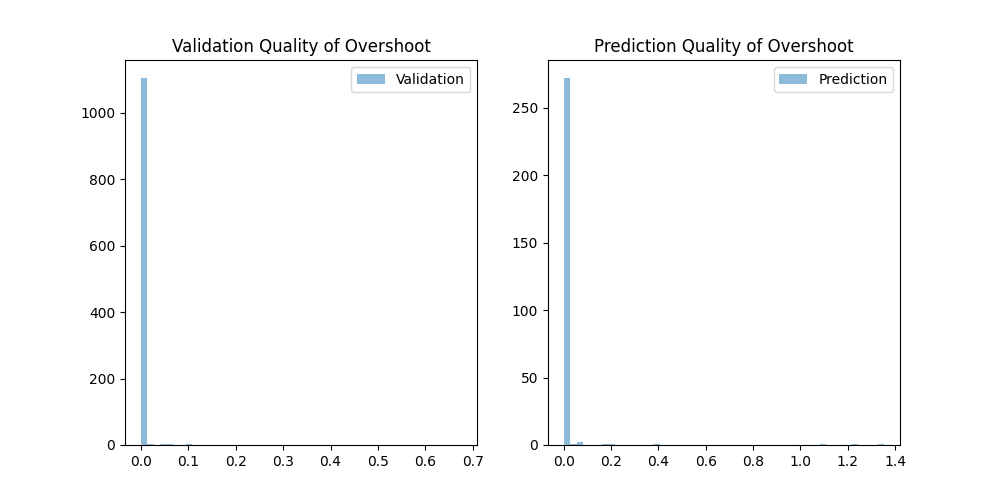 Validation Quality of Overshoot
Validation
1000
800
600
400
200
0
0.0 0.1 0.2 0.3 0.4 0.5 0.6 0.7
Prediction Quality of Overshoot
Prediction
250
200
150
100
50
0
0.0 0.2 0.4 0.6 0.8 1.0 1.2 1.4